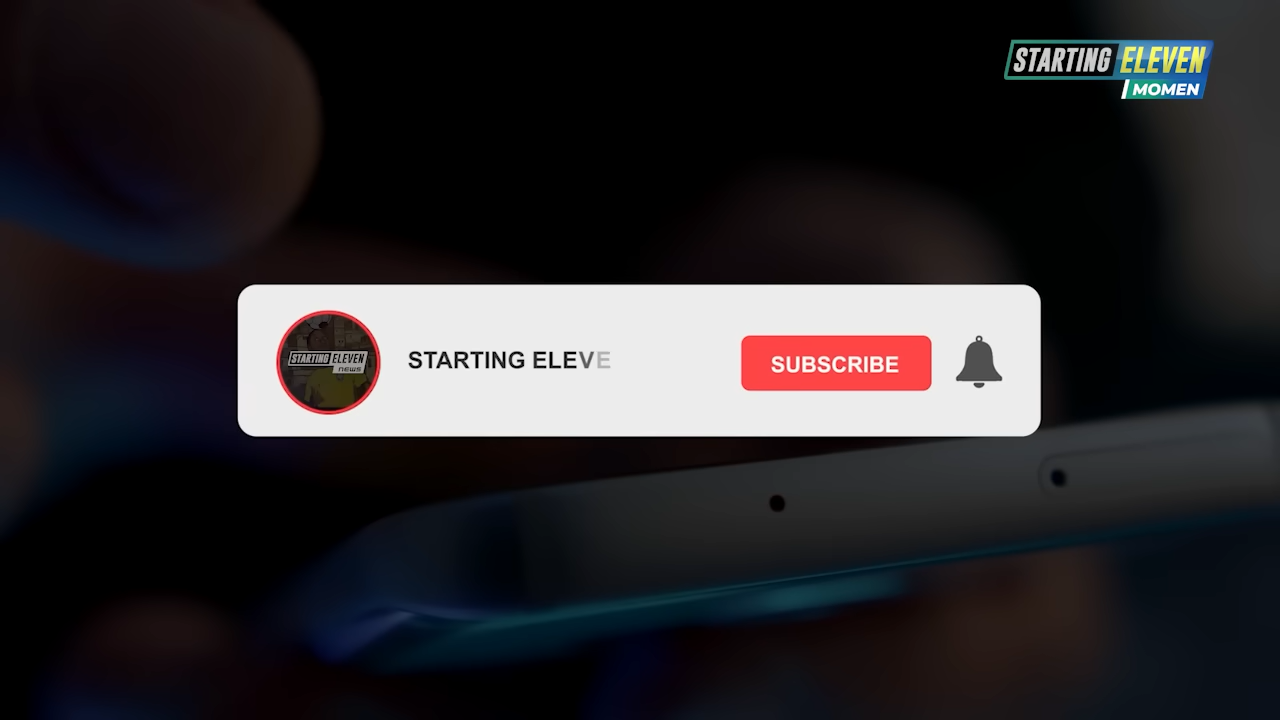 STARTING ELEVEN
MOMEN
STARTING ELEVEN
news
STARTING ELEVE
SUBSCRIBE